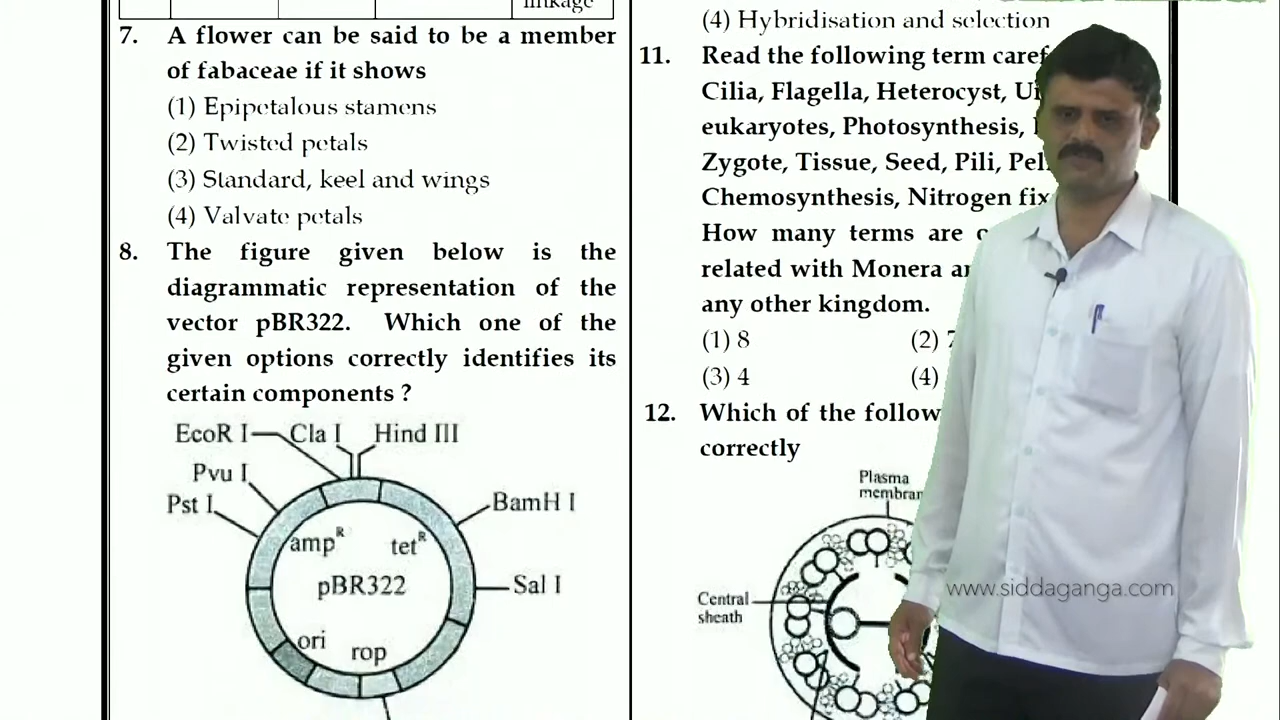 linkage
7. A flower can be said to be a member
of fabaceae if it shows
(1) Epipetalous stamens
(2) Twisted petals
(3) Standard, keel and wings
(4) Valvate petals
8. The figure given below is the
diagrammatic representation of the
vector pBR322. Which one of the
given options correctly identifies its
certain components ?
EcoR I Cla I Hind III
Pvu I
Pst I
BamH I
ampR tetR
pBR322
Sal I
ori
rop
(4) Hybridisation and selection
11. Read the following term
Cilia, Flagella, Heterocyst,
eukaryotes, Photosynthesis,
Zygote, Tissue, Seed, Pili,
Chemosynthesis, Nitrogen
How many terms are
related with Monera
any other kingdom.
(1) 8 (2)
(3) 4 (4)
12. Which of the
correctly
Plasma
Central
sheath
www.siddaganga.com